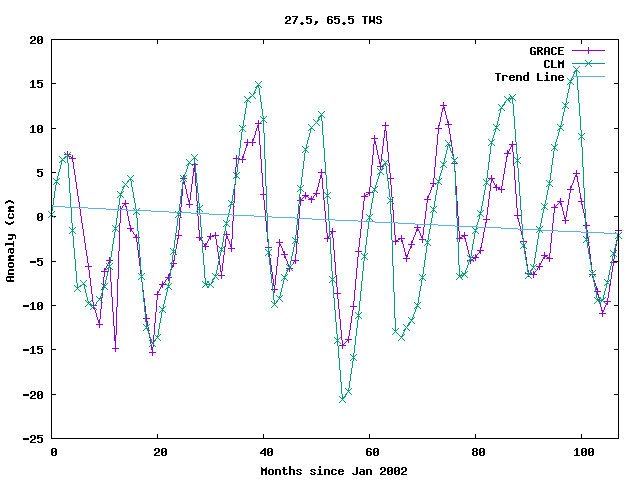 27.5, 65.5 TWS
GRACE
CLM
Trend Line
Anomaly (cm)
20
15
10
5
0
-5
-10
-15
-20
-25
0 20 40 60 80 100
Months since Jan 2002